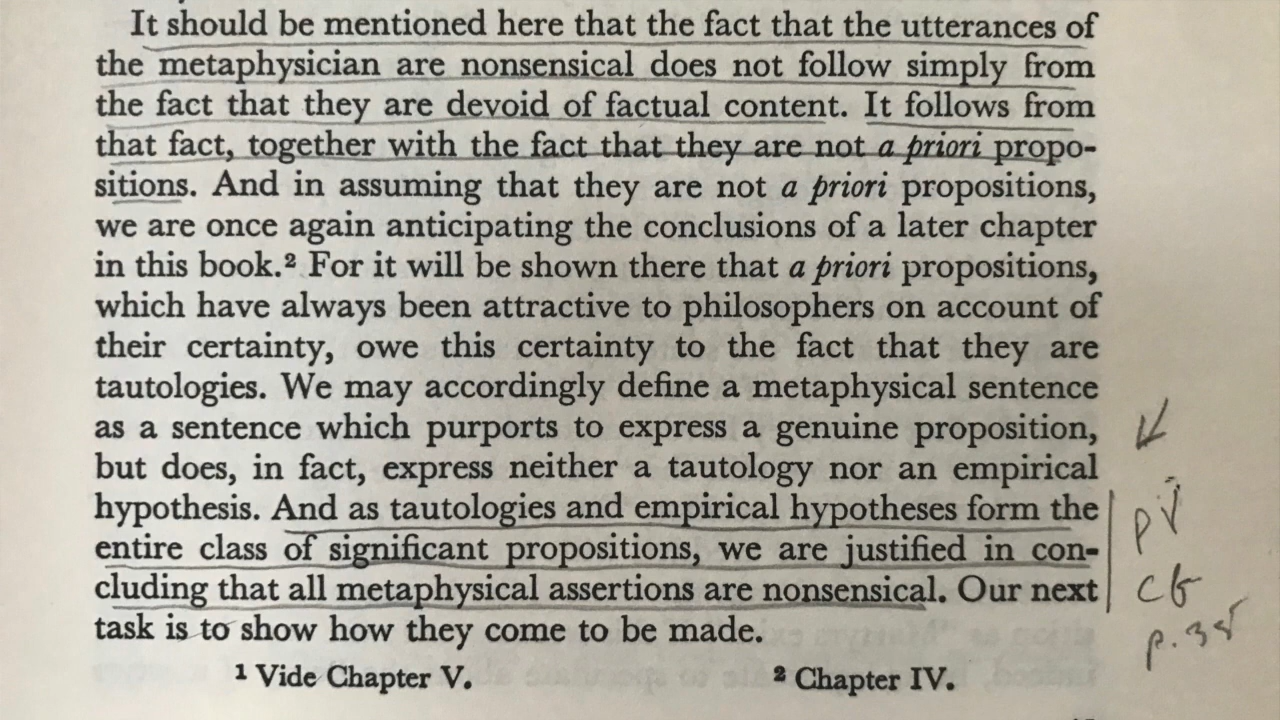 It should be mentioned here that the fact that the utterances of
the metaphysician are nonsensical does not follow simply from
the fact that they are devoid of factual content. It follows from
that fact, together with the fact that they are not a priori propo-
sitions. And in assuming that they are not a priori propositions,
we are once again anticipating the conclusions of a later chapter
in this book.² For it will be shown there that a priori propositions,
which have always been attractive to philosophers on account of
their certainty, owe this certainty to the fact that they are
tautologies. We may accordingly define a metaphysical sentence
as a sentence which purports to express a genuine proposition,
but does, in fact, express neither a tautology nor an empirical
hypothesis. And as tautologies and empirical hypotheses form the
entire class of significant propositions, we are justified in con-
cluding that all metaphysical assertions are nonsensical. Our next
task is to show how they come to be made.
¹ Vide Chapter V. ² Chapter IV.